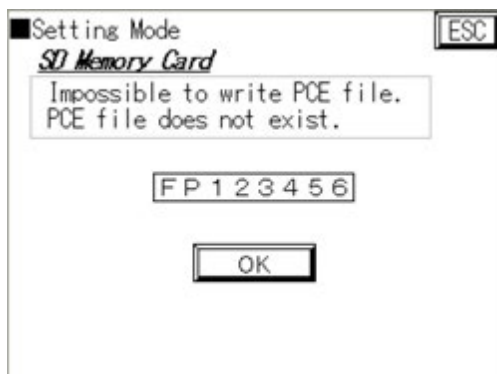 ■Setting Mode
ESC
SD Memory Card
Impossible to write PCE file.
PCE file does not exist.
FP123456
OK